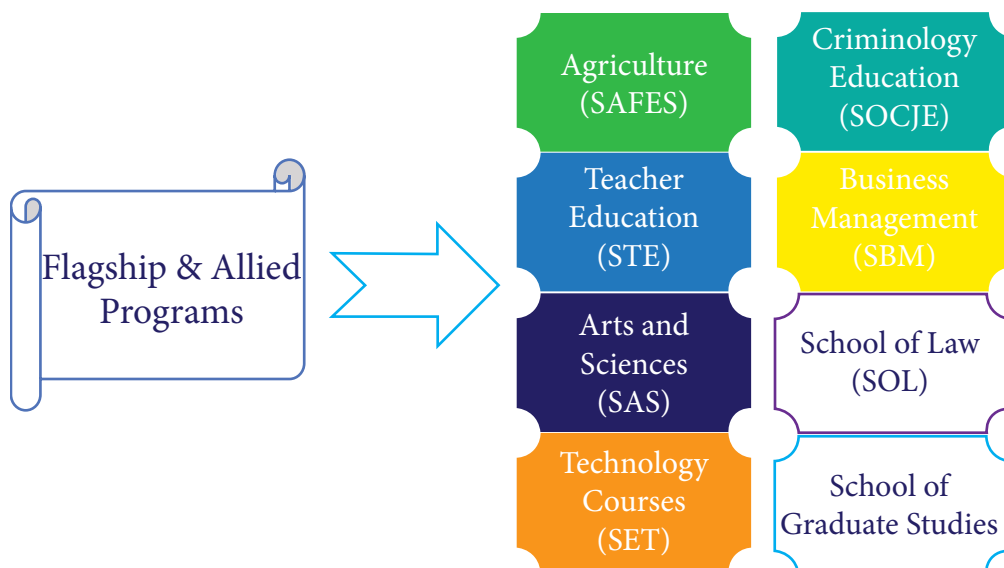 Flagship & Allied
Programs
Agriculture
(SAFES)
Criminology
Education
(SOCJE)
Teacher
Education
(STE)
Business
Management
(SBM)
Arts and
Sciences
(SAS)
School of Law
(SOL)
Technology
Courses
(SET)
School of
Graduate Studies